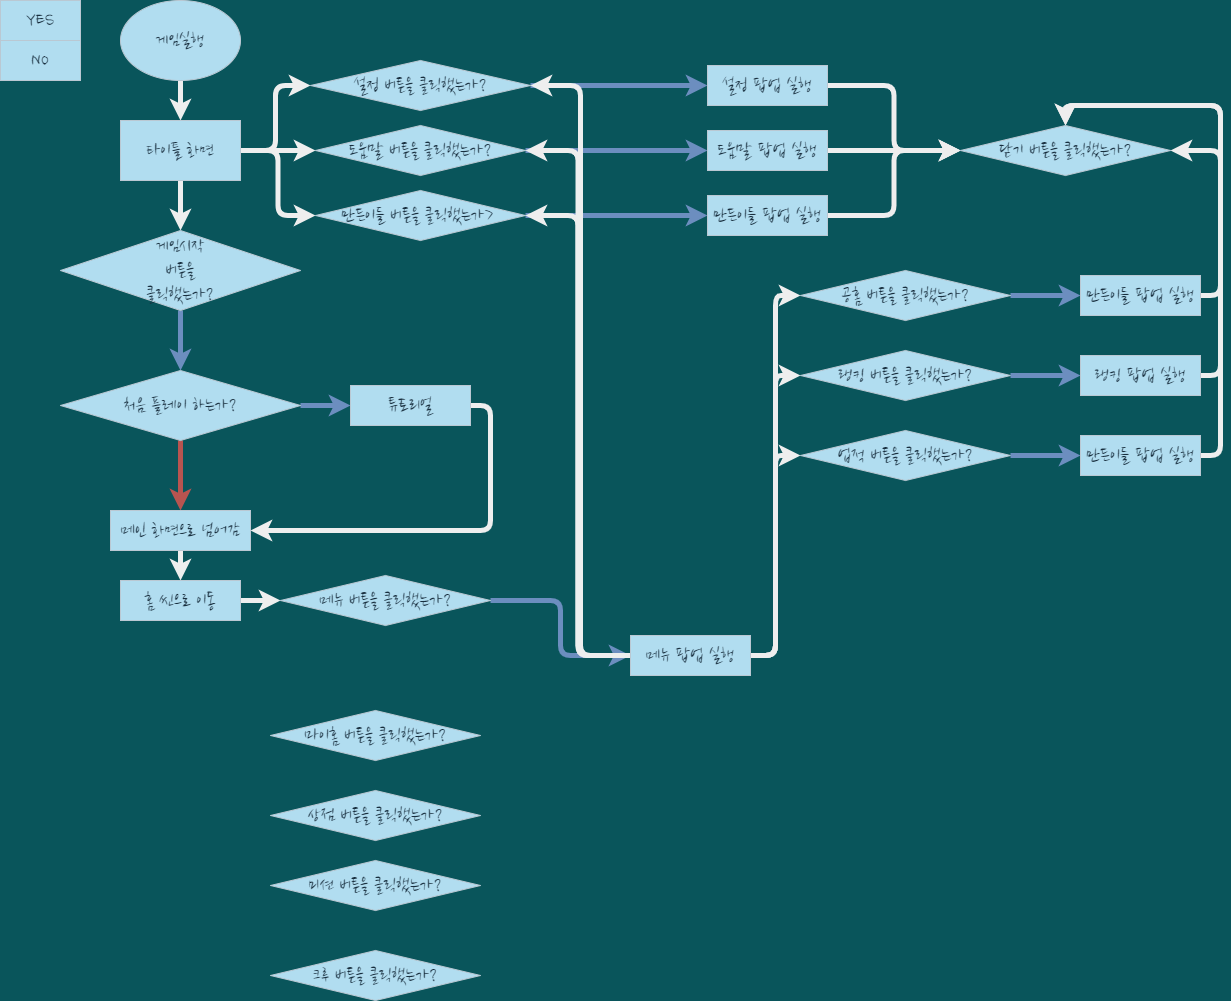 YES
NO
게임실행
타이틀 화면
게임시작
버튼을
클릭했는가?
처음 플레이 하는가?
튜토리얼
메인 화면으로 넘어감
홈 씬으로 이동
메뉴 버튼을 클릭했는가?
메뉴 팝업 실행
설정 버튼을 클릭했는가?
도움말 버튼을 클릭했는가?
만든이들 버튼을 클릭했는가>
설정 팝업 실행
도움말 팝업 실행
만든이들 팝업 실행
닫기 버튼을 클릭했는가?
공홈 버튼을 클릭했는가?
만든이들 팝업 실행
랭킹 버튼을 클릭했는가?
랭킹 팝업 실행
업적 버튼을 클릭했는가?
만든이들 팝업 실행
마이홈 버튼을 클릭했는가?
상점 버튼을 클릭했는가?
미션 버튼을 클릭했는가?
크루 버튼을 클릭했는가?